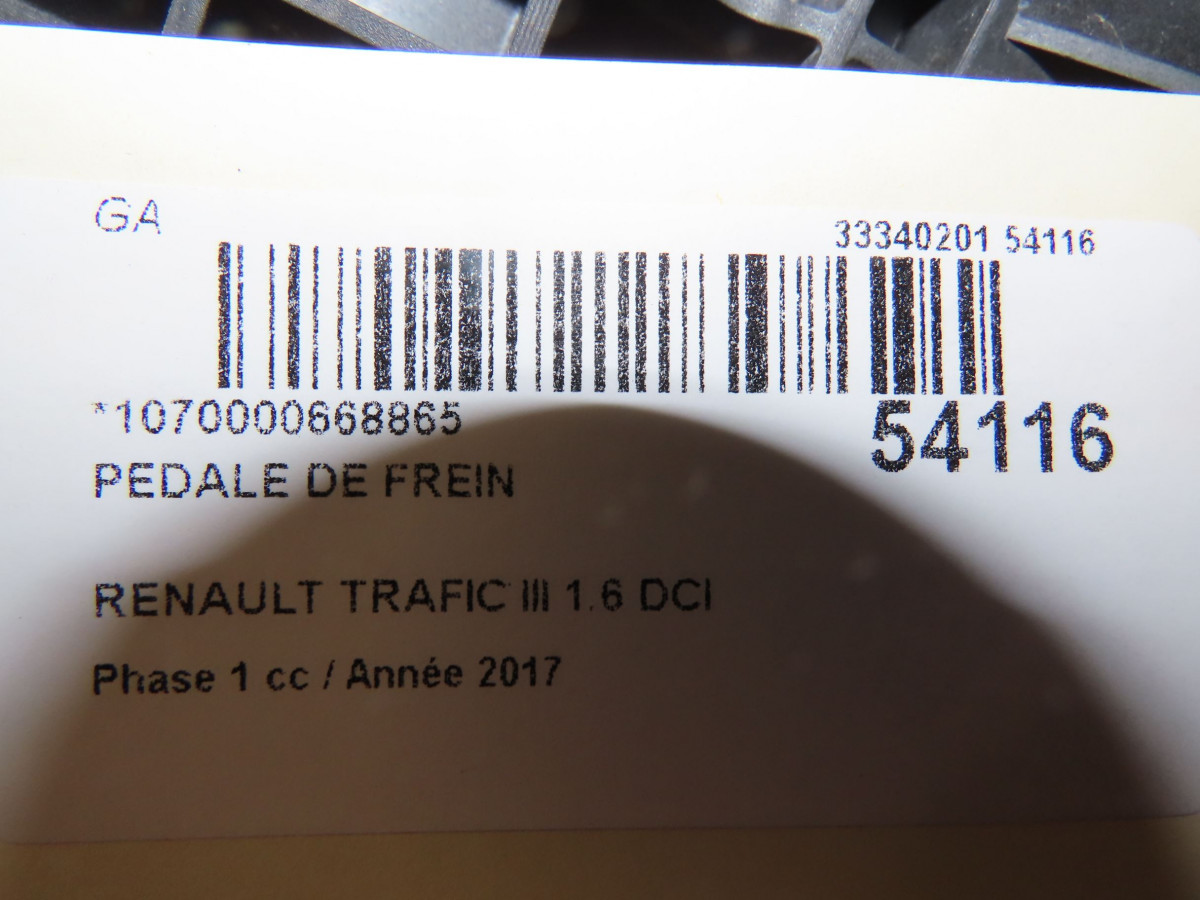 GA
33340201 54116
*1070000668865
54116
PEDALE DE FREIN
RENAULT TRAFIC III 1.6 DCI
Phase 1 cc / Année 2017